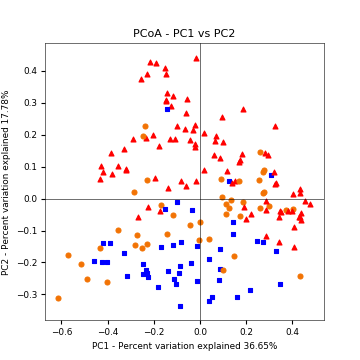 PCoA - PC1 vs PC2
PC2 - Percent variation explained 17.78%
0.4
0.3
0.2
0.1
0.0
−0.1
−0.2
−0.3
−0.6 −0.4 −0.2 0.0 0.2 0.4
PC1 - Percent variation explained 36.65%